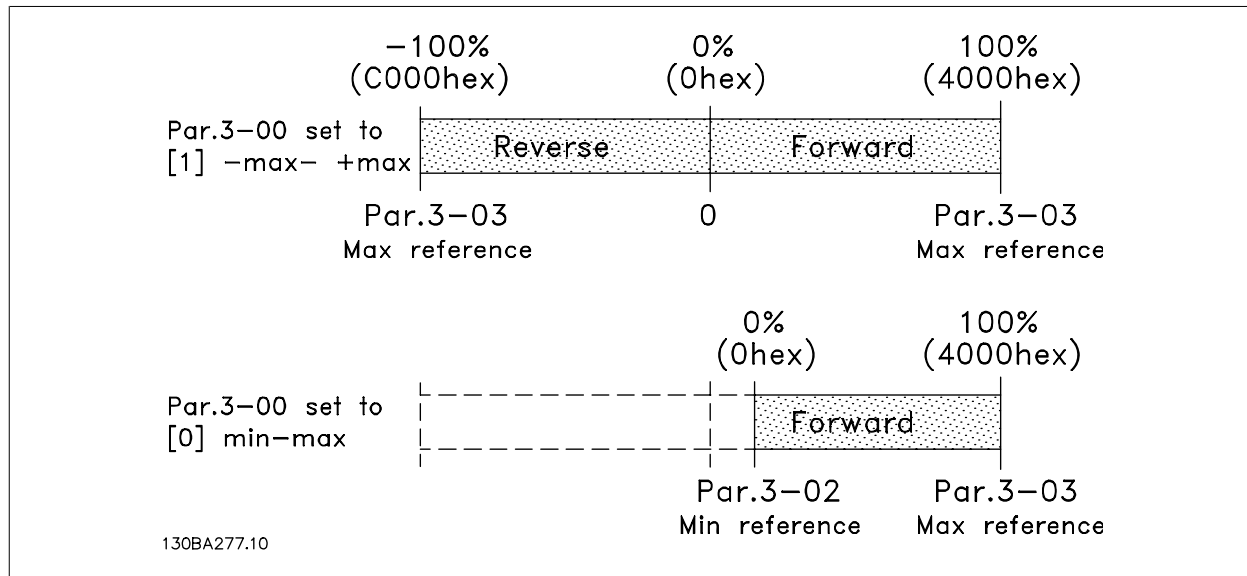 −100% 0% 100%
(C000hex) (0hex) (4000hex)
Par.3−00 set to
[1] −max− +max
Reverse Forward
Par.3−03 0 Par.3−03
Max reference Max reference
0% 100%
(0hex) (4000hex)
Par.3−00 set to
[0] min−max
Forward
Par.3−02 Par.3−03
Min reference Max reference
130BA277.10